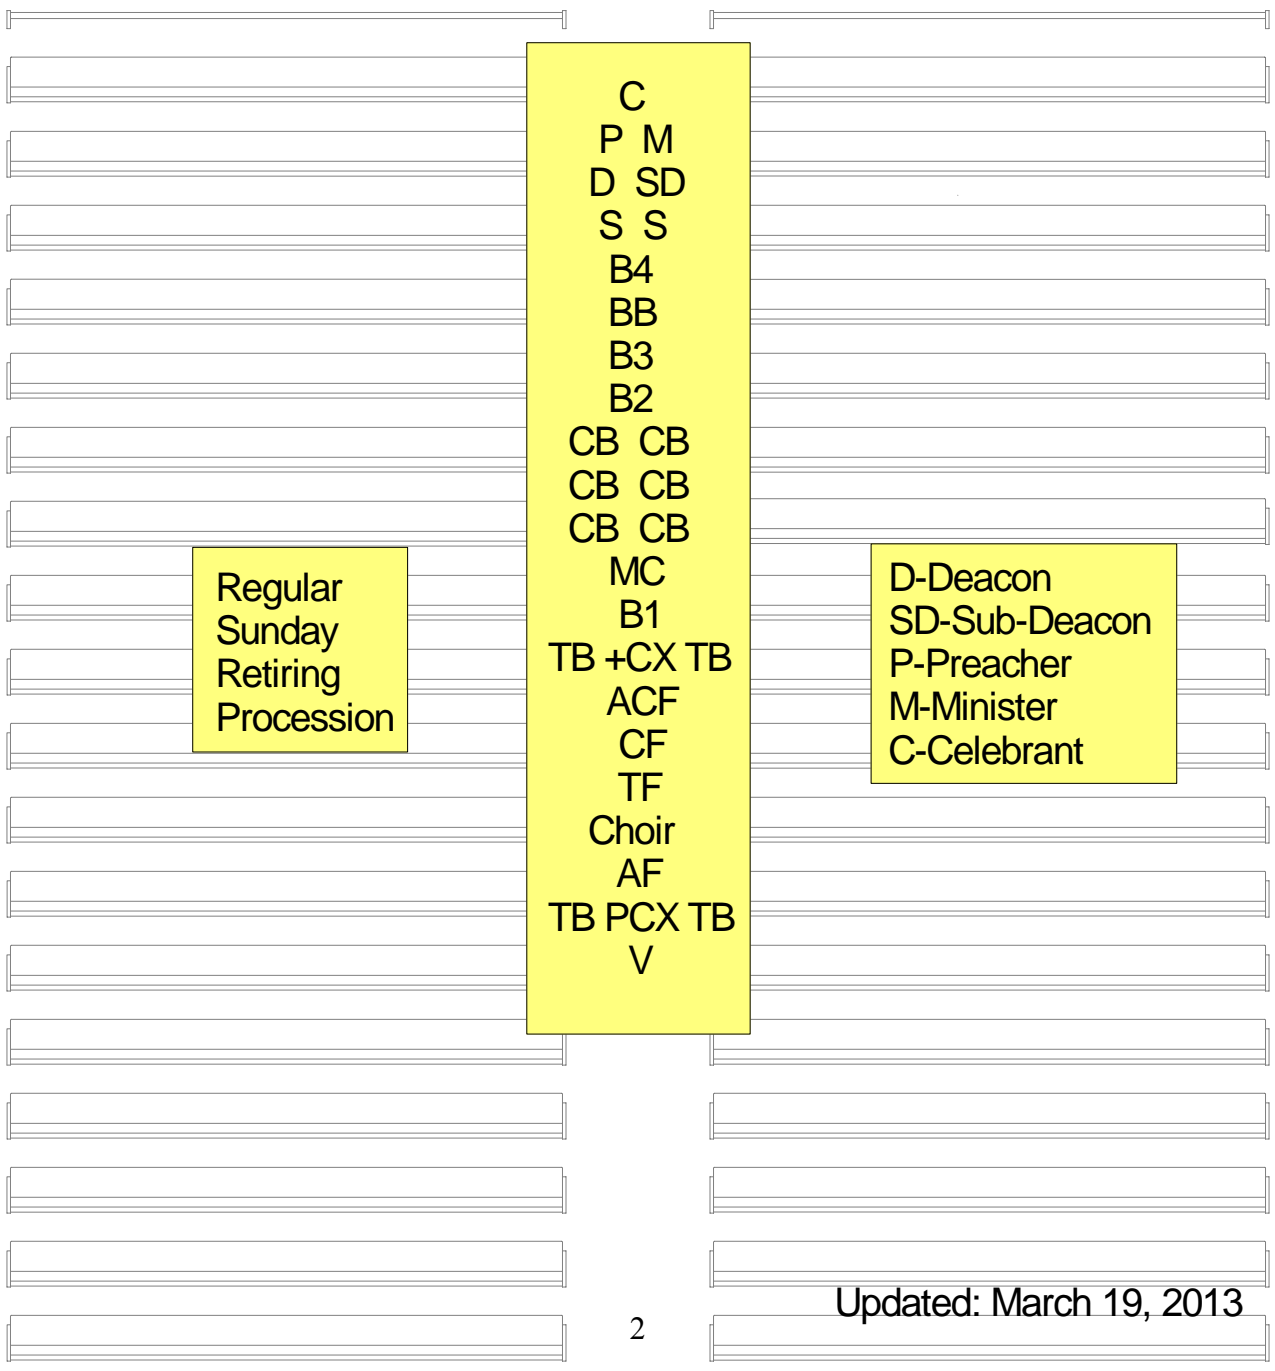 C
P M
D SD
S S
B4
BB
B3
B2
CB CB
CB CB
CB CB
MC
B1
TB +CX TB
ACF
CF
TF
Choir
AF
TB PCX TB
V
Regular
Sunday
Retiring
Procession
D-Deacon
SD-Sub-Deacon
P-Preacher
M-Minister
C-Celebrant
Updated: March 19, 2013
2